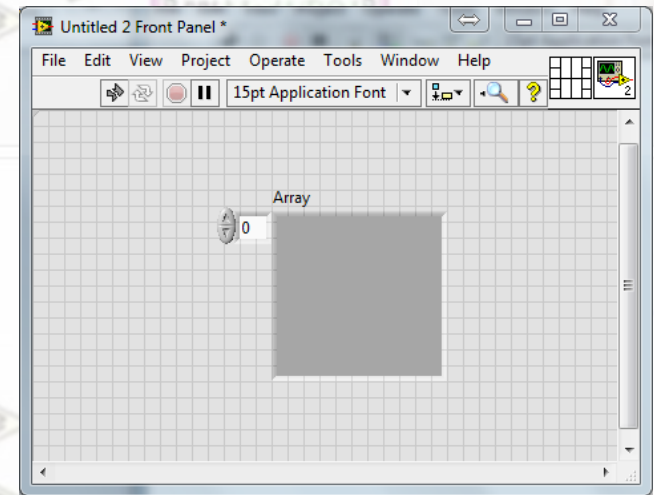 Untitled 2 Front Panel *
File Edit View Project Operate Tools Window Help
15pt Application Font
2
Array
0